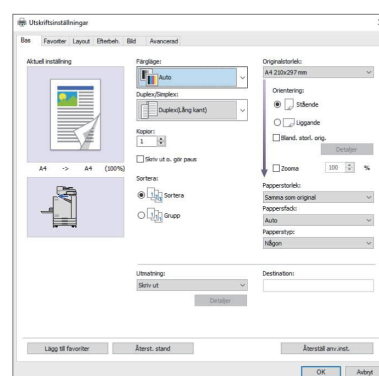 Utskriftsinställningar
Bas Favoriter Layout Efterbeh. Bild Avancerad
Aktuell inställning
A4 -> A4 (100%)
Färgläge:
Auto
Duplex/Simplex:
Duplex(Lång kant)
Kopior:
1
Skriv ut o. gör paus
Sortera:
Sortera
Grupp
Originalstorlek:
A4 210x297 mm
Orientering:
Stående
Liggande
Bland. storl. orig.
Detaljer
Zooma 100 %
Papperstorlek:
Samma som original
Pappersfack:
Auto
Papperstyp:
Någon
Utmatning:
Skriv ut
Detaljer
Destination:
Lägg till favoriter Återst. stand Återställ anv.inst.
OK Avbryt